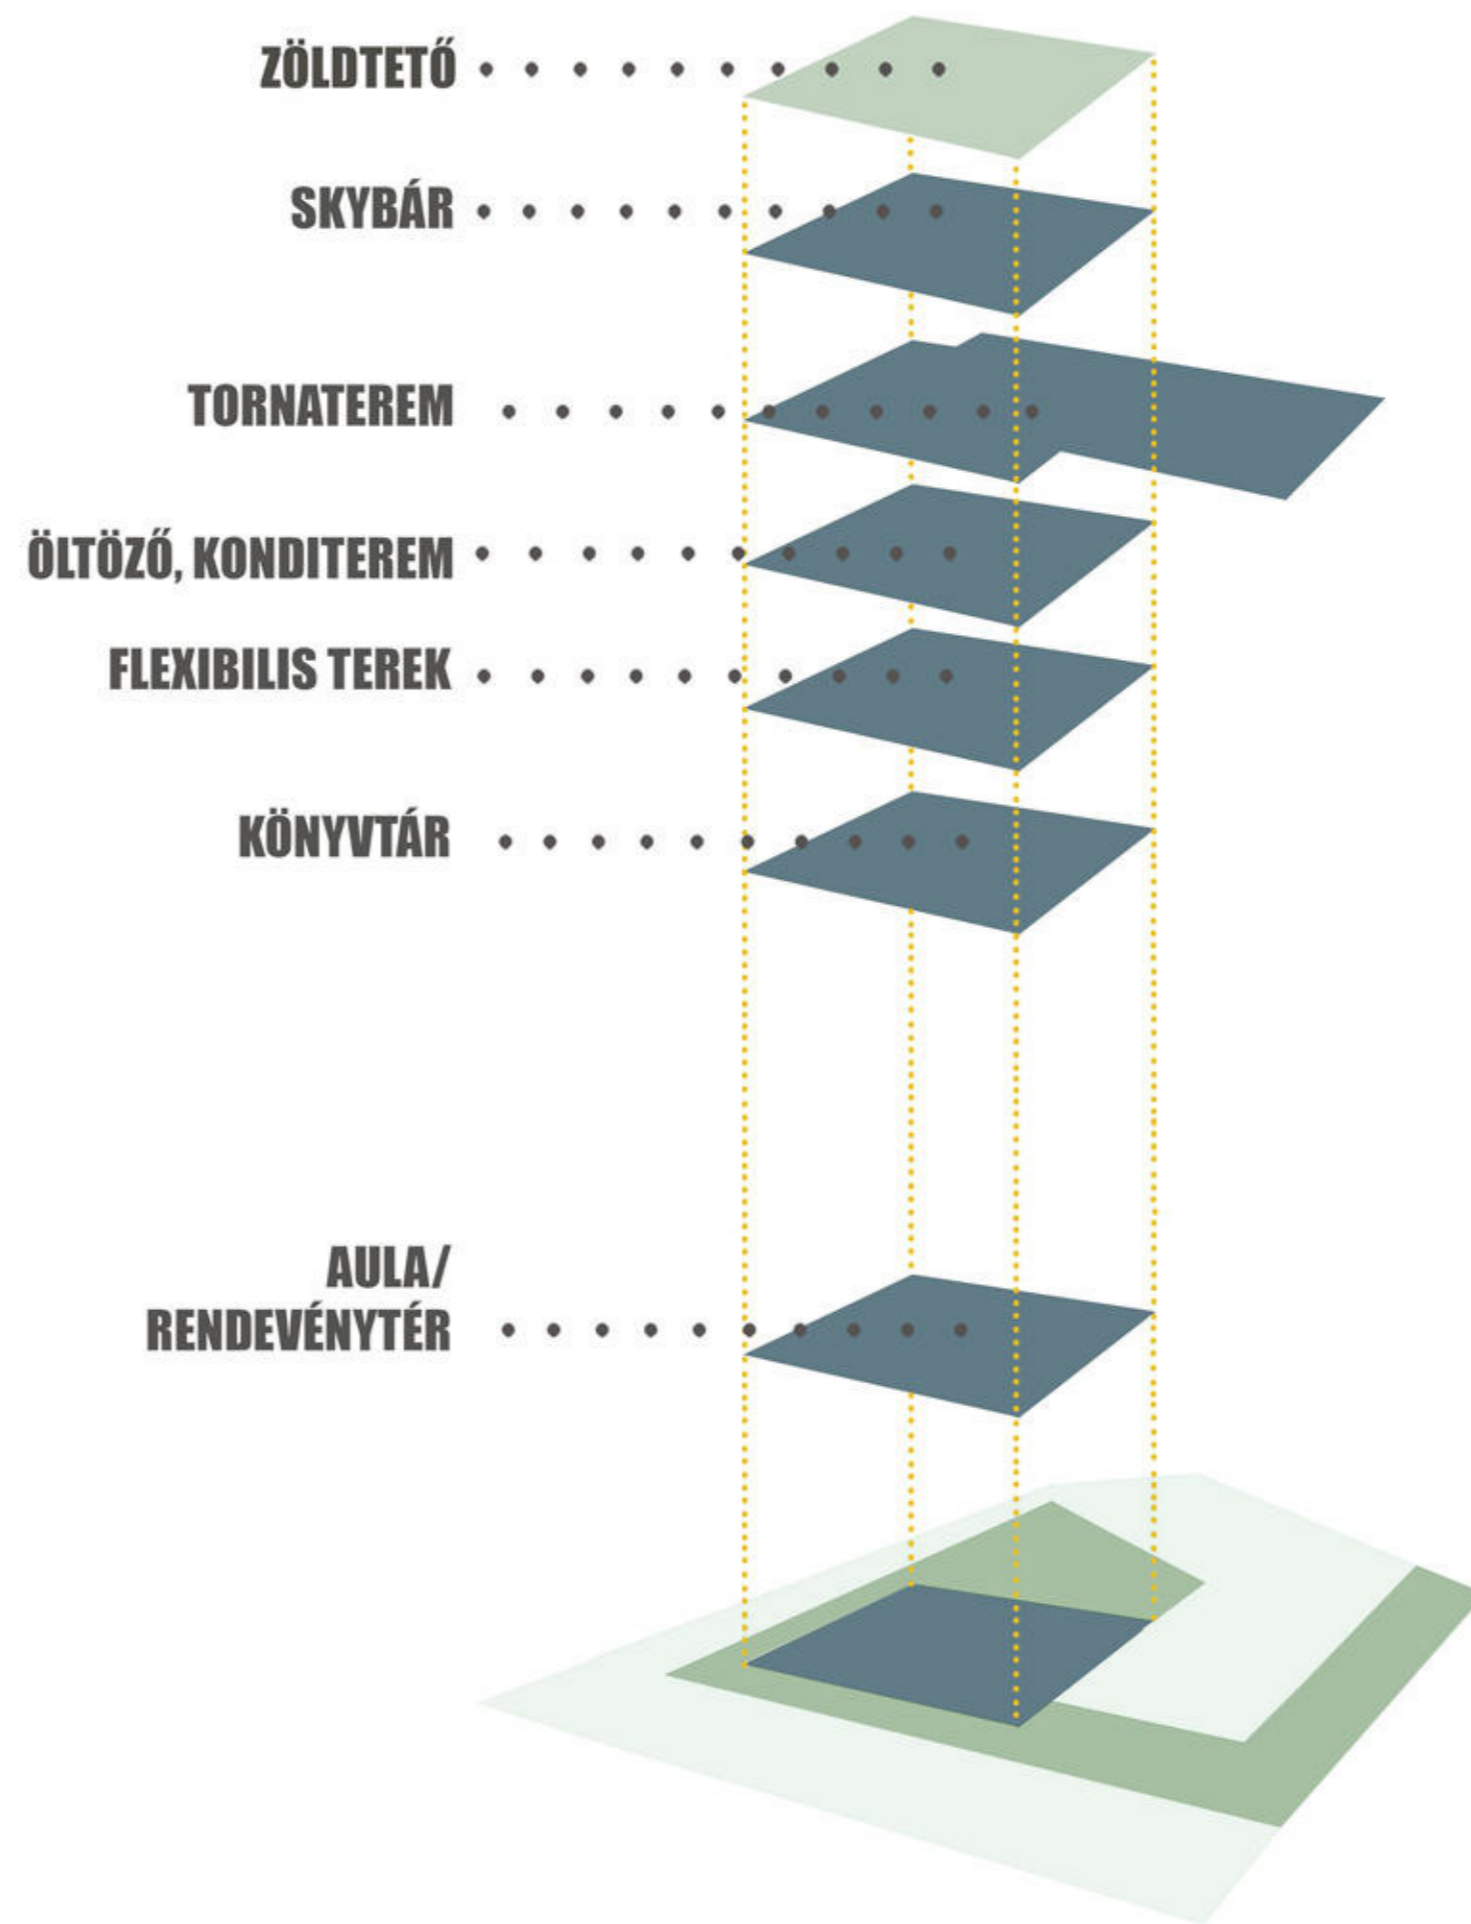 ZÖLDTETŐ
SKYBÁR
TORNATEREM
ÖLTÖZŐ, KONDITEREM
FLEXIBILIS TEREK
KÖNYVTÁR
AULA/
RENDEVÉNYTÉR